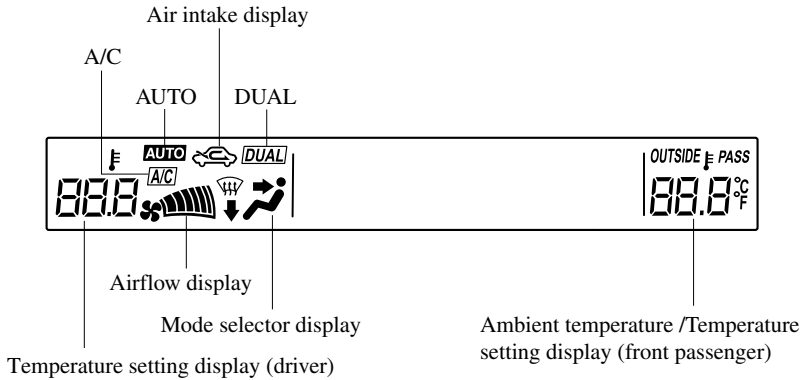 Air intake display
A/C
AUTO
DUAL
AUTO
DUAL
A/C
88.8
OUTSIDE PASS
88.8 °C
°F
Airflow display
Mode selector display
Temperature setting display (driver)
Ambient temperature /Temperature
setting display (front passenger)